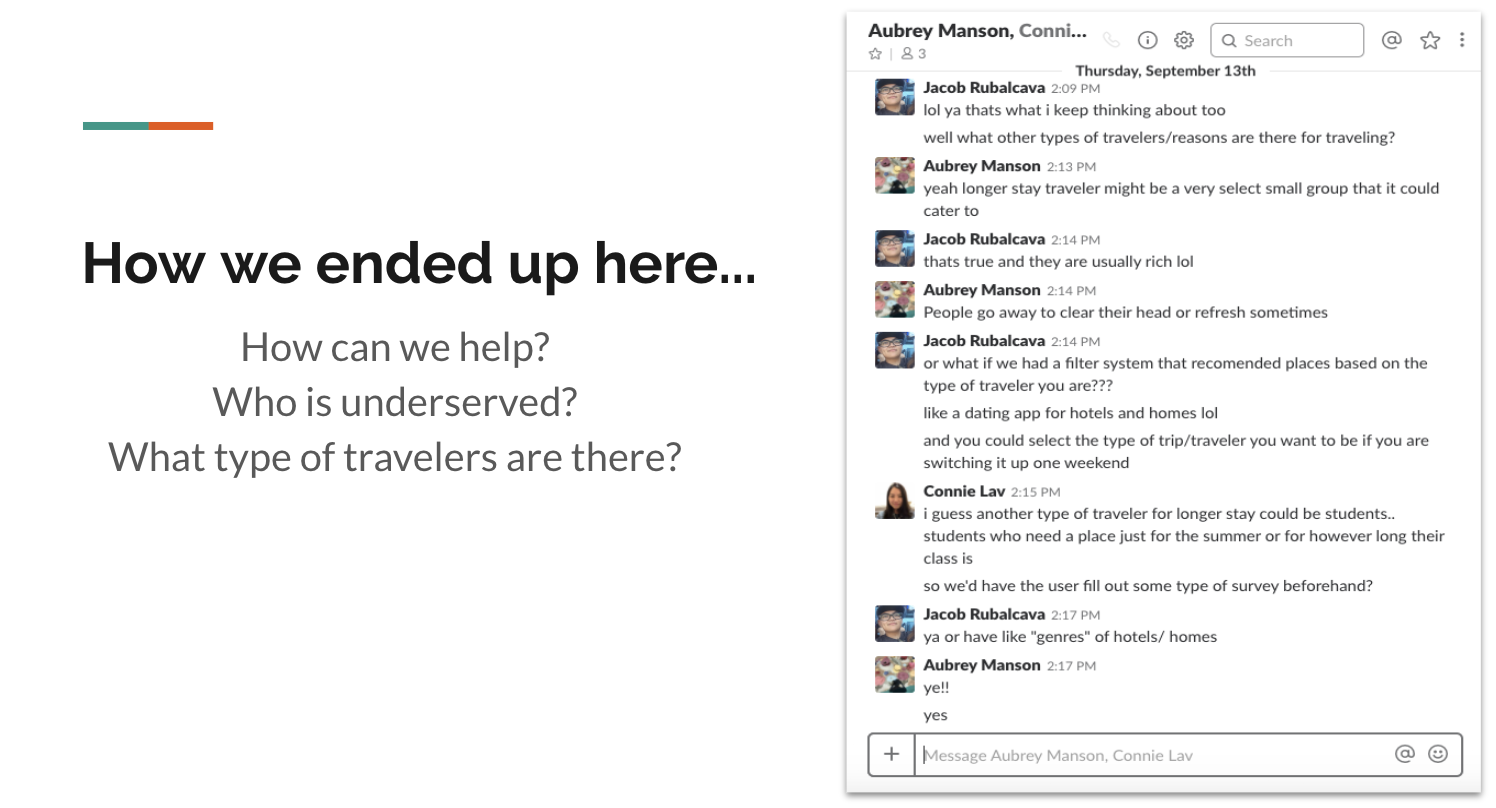 How we ended up here...
How can we help?
Who is underserved?
What type of travelers are there?
Aubrey Manson, Conni...
3
Search
Thursday, September 13th
Jacob Rubalcava 2:09 PM
lol ya thats what i keep thinking about too
well what other types of travelers/reasons are there for traveling?
Aubrey Manson 2:13 PM
yeah longer stay traveler might be a very select small group that it could
cater to
Jacob Rubalcava 2:14 PM
thats true and they are usually rich lol
Aubrey Manson 2:14 PM
People go away to clear their head or refresh sometimes
Jacob Rubalcava 2:14 PM
or what if we had a filter system that recomended places based on the
type of traveler you are???
like a dating app for hotels and homes lol
and you could select the type of trip/traveler you want to be if you are
switching it up one weekend
Connie Lav 2:15 PM
i guess another type of traveler for longer stay could be students..
students who need a place just for the summer or for however long their
class is
so we'd have the user fill out some type of survey beforehand?
Jacob Rubalcava 2:17 PM
ya or have like "genres" of hotels/ homes
Aubrey Manson 2:17 PM
ye!!
yes
Message Aubrey Manson, Connie Lav